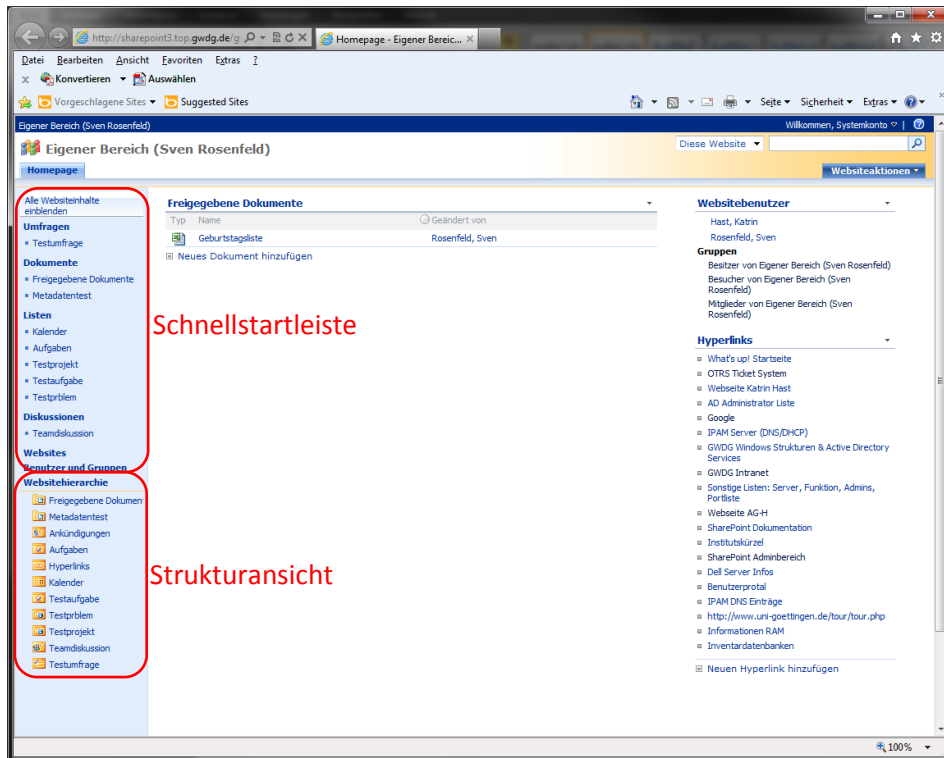 http://sharepoint3.top.gwdg.de/g
Homepage - Eigener Bereic...
Datei Bearbeiten Ansicht Favoriten Extras ?
x Konvertieren Auswählen
Vorgeschlagene Sites Suggested Sites
Seite Sicherheit Extras
Eigener Bereich (Sven Rosenfeld)
Willkommen, Systemkonto
Eigener Bereich (Sven Rosenfeld)
Diese Website
Homepage
Websiteaktionen
Alle Websiteinhalte
einblenden
Umfragen
Testumfrage
Dokumente
Freigegebene Dokumente
Metadatentest
Listen
Kalender
Aufgaben
Testprojekt
Testaufgabe
Testprblem
Diskussionen
Teamdiskussion
Websites
Benutzer und Gruppen
Websitehierarchie
Freigegebene Dokumen
Metadatentest
Ankündigungen
Aufgaben
Hyperlinks
Kalender
Testaufgabe
Testprblem
Testprojekt
Teamdiskussion
Testumfrage
Schnellstartleiste
Strukturansicht
Freigegebene Dokumente
Typ Name Geändert von
Geburtstagsliste Rosenfeld, Sven
Neues Dokument hinzufügen
Websitebenutzer
Hast, Katrin
Rosenfeld, Sven
Gruppen
Besitzer von Eigener Bereich (Sven Rosenfeld)
Besucher von Eigener Bereich (Sven
Rosenfeld)
Mitglieder von Eigener Bereich (Sven
Rosenfeld)
Hyperlinks
What's up! Startseite
OTRS Ticket System
Webseite Katrin Hast
AD Administrator Liste
Google
IPAM Server (DNS/DHCP)
GWDG Windows Strukturen & Active Directory
Services
GWDG Intranet
Sonstige Listen: Server, Funktion, Admins,
Portliste
Webseite AG-H
SharePoint Dokumentation
Institutskürzel
SharePoint Adminbereich
Dell Server Infos
Benutzerprotal
IPAM DNS Einträge
http://www.uni-goettingen.de/tour/tour.php
Informationen RAM
Inventardatenbanken
Neuen Hyperlink hinzufügen
100%